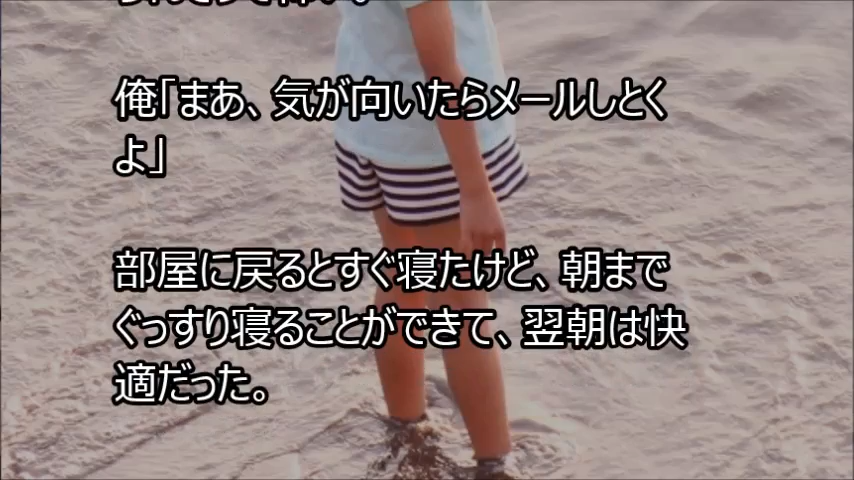 俺「まあ、気が向いたらメールしとく
よ」
部屋に戻るとすぐ寝たけど、朝まで
ぐっすり寝ることができて、翌朝は快
適だった。